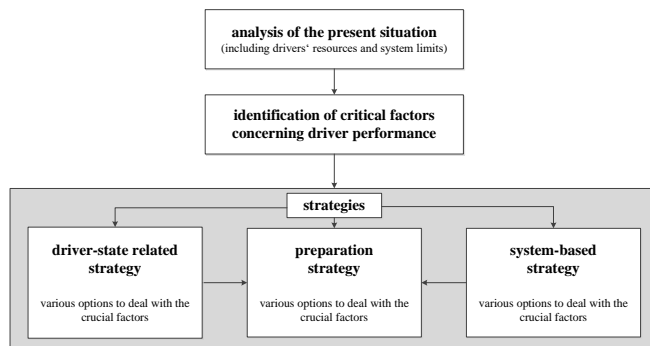 analysis of the present situation
(including drivers‘ resources and system limits)
identification of critical factors
concerning driver performance
strategies
driver-state related
strategy
various options to deal with the
crucial factors
preparation
strategy
various options to deal with the
crucial factors
system-based
strategy
various options to deal with the
crucial factors